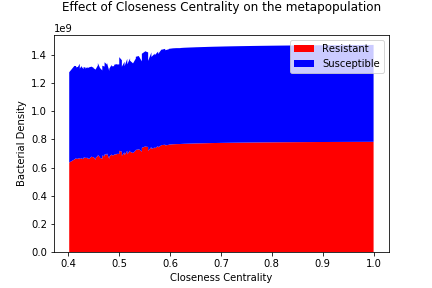 Effect of Closeness Centrality on the metapopulation
1e9
Resistant
Susceptible
1.4
1.2
1.0
0.8
0.6
0.4
0.2
0.0
Bacterial Density
0.4 0.5 0.6 0.7 0.8 0.9 1.0
Closeness Centrality